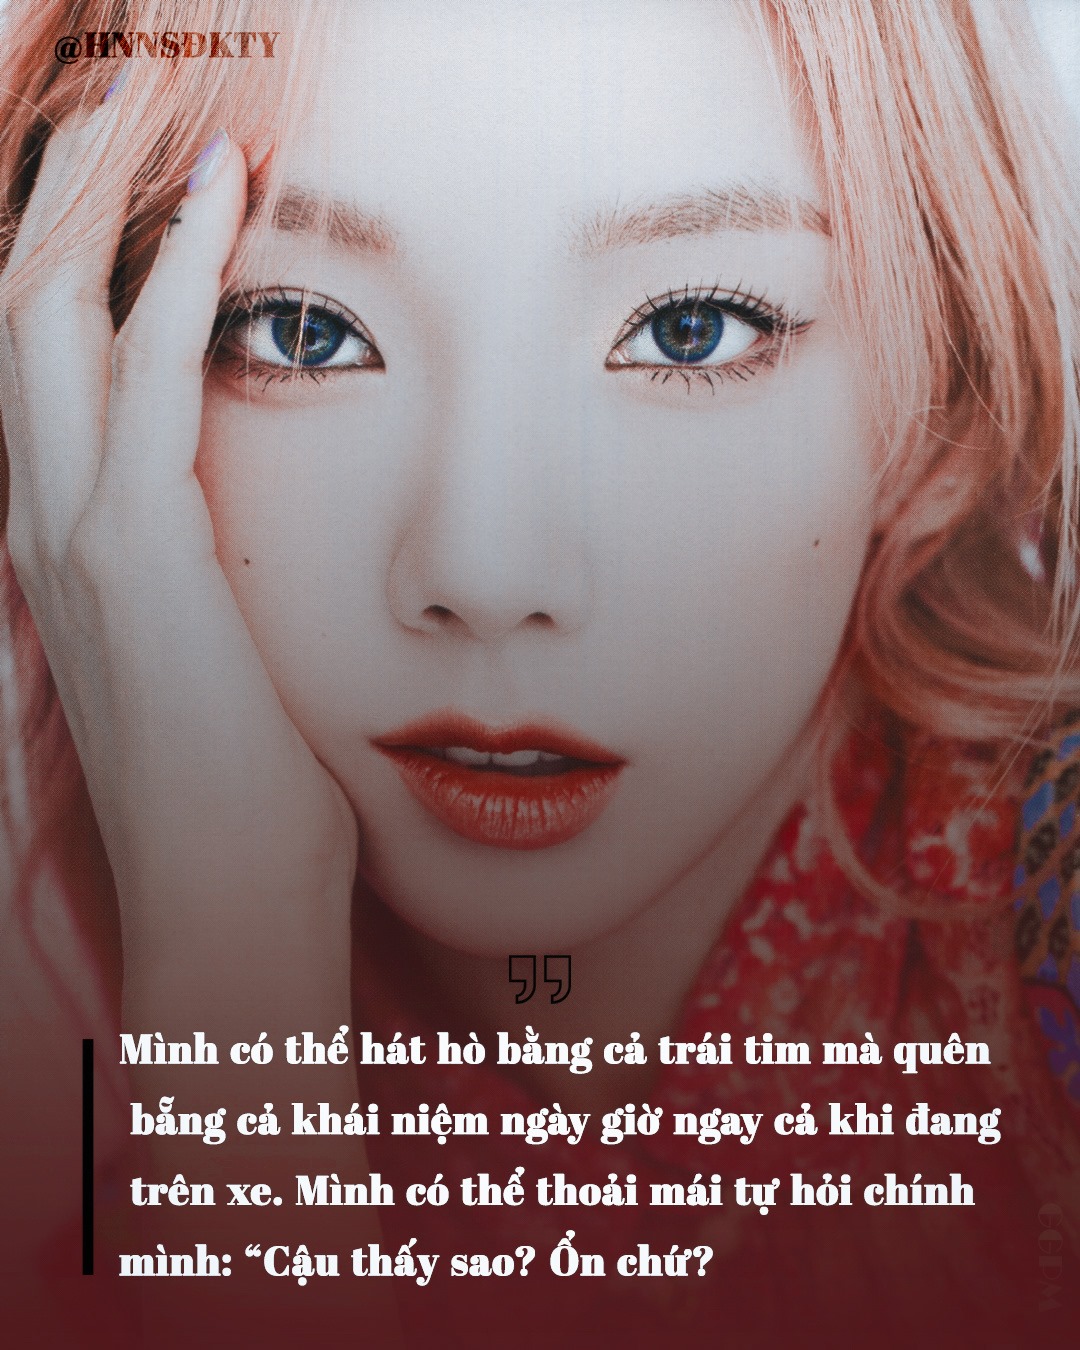 @HNNSĐKTY
Mình có thể hát hò bằng cả trái tim mà quên
bẵng cả khái niệm ngày giờ ngay cả khi đang
trên xe. Mình có thể thoải mái tự hỏi chính
mình: “Cậu thấy sao? Ổn chứ?